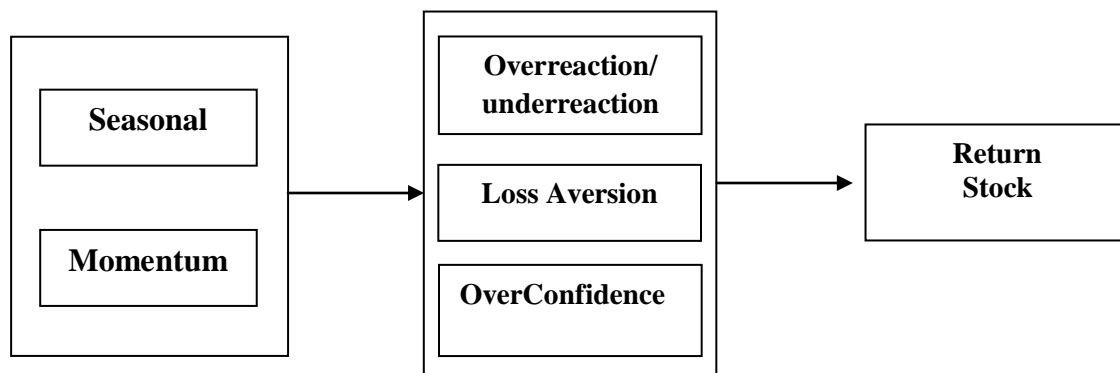 Seasonal
Momentum
Overreaction/
underreaction
Loss Aversion
OverConfidence
Return
Stock